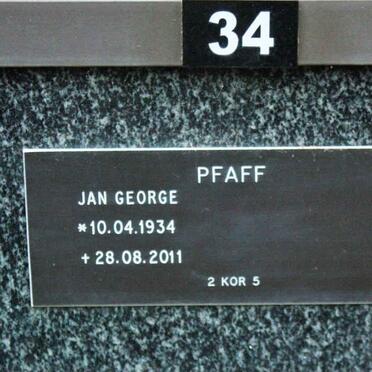 34
PFAFF
JAN GEORGE
*10.04.1934
+28.08.2011
2 KOR 5